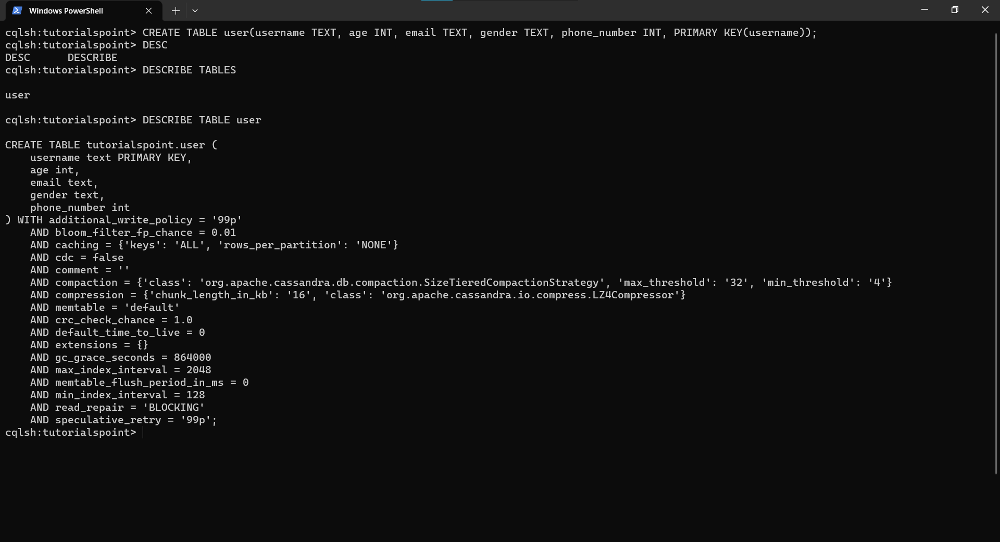 Windows PowerShell
cqlsh:tutorialspoint> CREATE TABLE user(username TEXT, age INT, email TEXT, gender TEXT, phone_number INT, PRIMARY KEY(username));
cqlsh:tutorialspoint> DESC
DESC      DESCRIBE
cqlsh:tutorialspoint> DESCRIBE TABLES
user
cqlsh:tutorialspoint> DESCRIBE TABLE user
CREATE TABLE tutorialspoint.user (
    username text PRIMARY KEY,
    age int,
    email text,
    gender text,
    phone_number int
) WITH additional_write_policy = '99p'
    AND bloom_filter_fp_chance = 0.01
    AND caching = {'keys': 'ALL', 'rows_per_partition': 'NONE'}
    AND cdc = false
    AND comment = ''
    AND compaction = {'class': 'org.apache.cassandra.db.compaction.SizeTieredCompactionStrategy', 'max_threshold': '32', 'min_threshold': '4'}
    AND compression = {'chunk_length_in_kb': '16', 'class': 'org.apache.cassandra.io.compress.LZ4Compressor'}
    AND memtable = 'default'
    AND crc_check_chance = 1.0
    AND default_time_to_live = 0
    AND extensions = {}
    AND gc_grace_seconds = 864000
    AND max_index_interval = 2048
    AND memtable_flush_period_in_ms = 0
    AND min_index_interval = 128
    AND read_repair = 'BLOCKING'
    AND speculative_retry = '99p';
cqlsh:tutorialspoint>